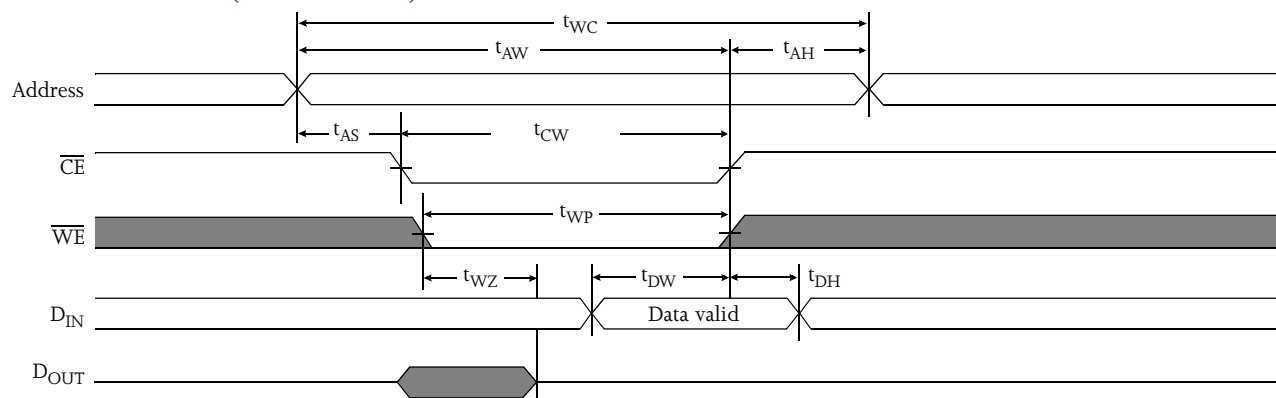 tWC
tAW tAH
Address
tAS tCW
CE
tWP
WE
tWZ tDW tDH
DIN Data valid
DOUT